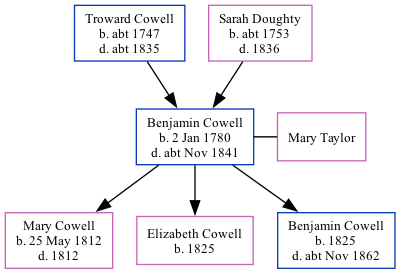 Troward Cowell
b. abt 1747
d. abt 1835
Sarah Doughty
b. abt 1753
d. 1836
Benjamin Cowell
b. 2 Jan 1780
d. abt Nov 1841
Mary Taylor
Mary Cowell
b. 25 May 1812
d. 1812
Elizabeth Cowell
b. 1825
Benjamin Cowell
b. 1825
d. abt Nov 1862